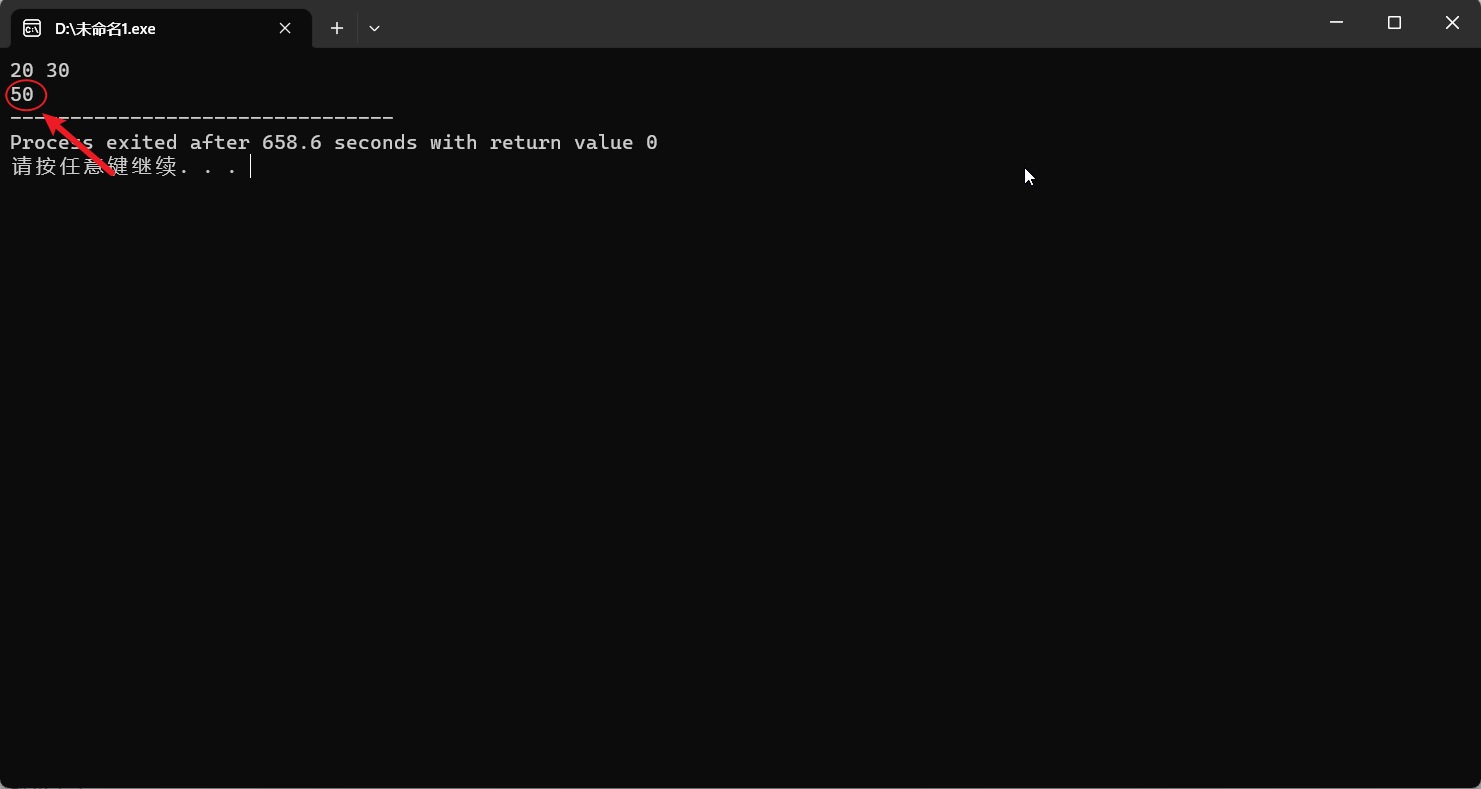 D:\未命名1.exe
20 30
50
--------------------------------
Process exited after 658.6 seconds with return value 0
请按任意键继续. . .